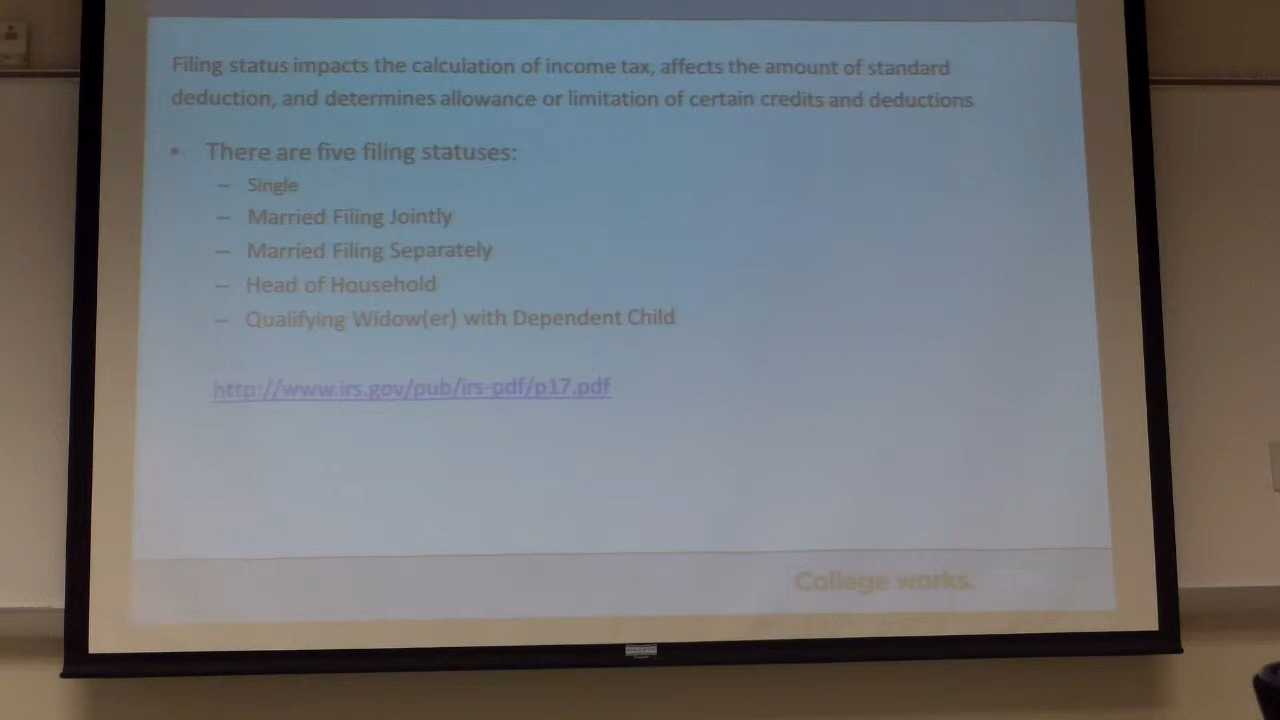 Filing status impacts the calculation of income tax, affects the amount of standard
deduction, and determines allowance or limitation of certain credits and deductions
• There are five filing statuses:
– Single
– Married Filing Jointly
– Married Filing Separately
– Head of Household
– Qualifying Widow(er) with Dependent Child
http://www.irs.gov/pub/irs-pdf/p17.pdf
College works.